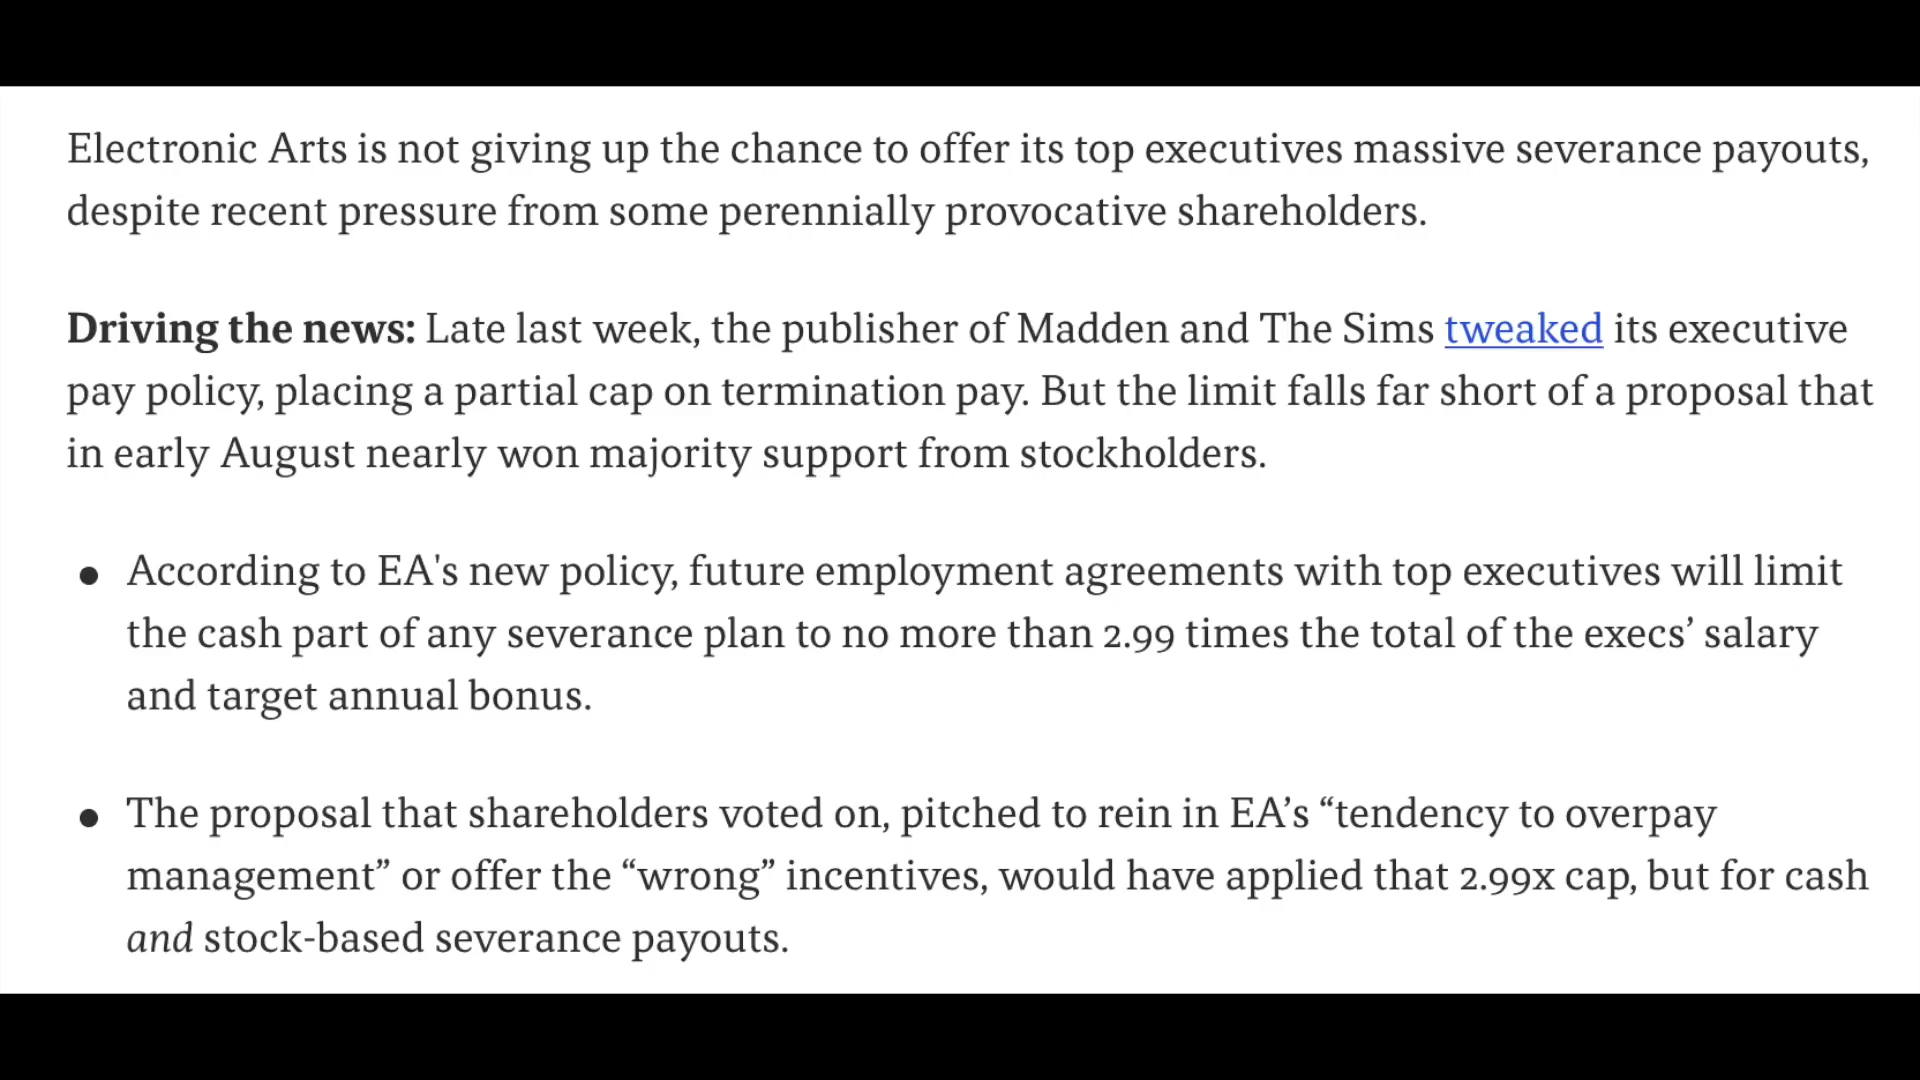 Electronic Arts is not giving up the chance to offer its top executives massive severance payouts,
despite recent pressure from some perennially provocative shareholders.
Driving the news: Late last week, the publisher of Madden and The Sims tweaked its executive
pay policy, placing a partial cap on termination pay. But the limit falls far short of a proposal that
in early August nearly won majority support from stockholders.
● According to EA's new policy, future employment agreements with top executives will limit
the cash part of any severance plan to no more than 2.99 times the total of the execs’ salary
and target annual bonus.
● The proposal that shareholders voted on, pitched to rein in EA’s “tendency to overpay
management” or offer the “wrong” incentives, would have applied that 2.99x cap, but for cash
and stock-based severance payouts.